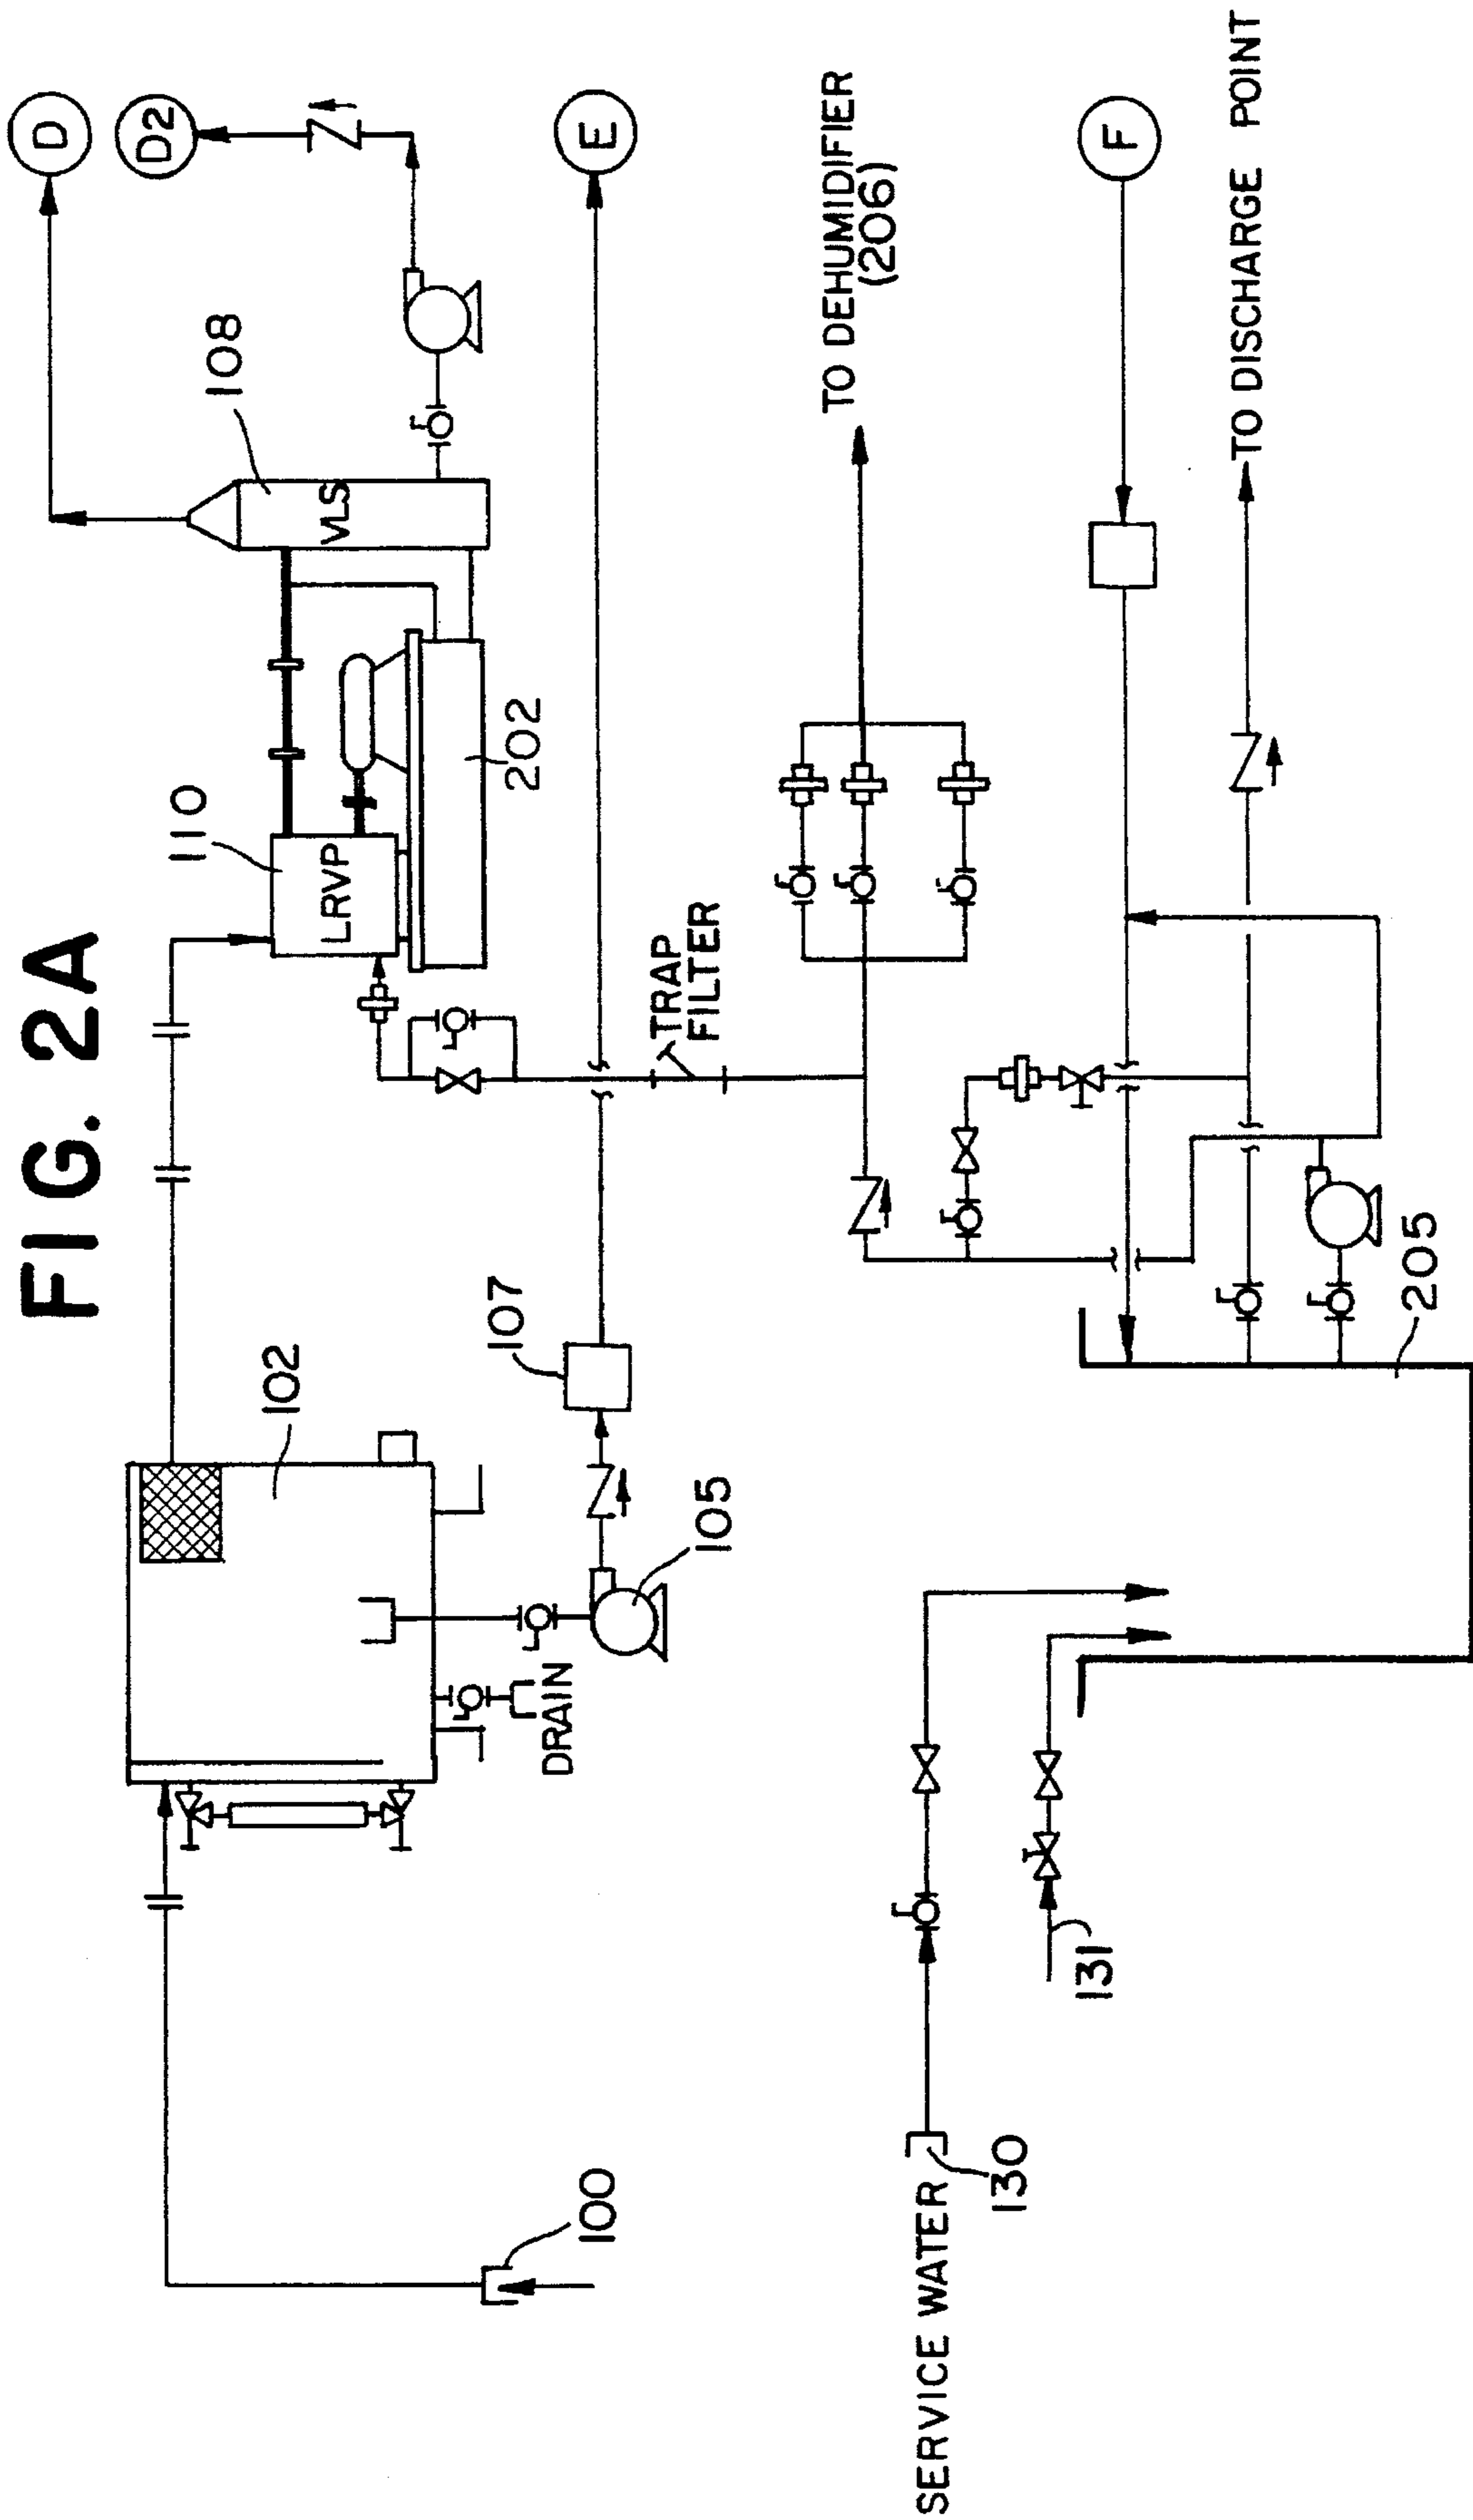 FIG. 2A
D
D2
108
VLS
110
LRVP
202
E
102
107
105
DRAIN
TRAP
FILTER
100
TO DEHUMIDIFIER
(206)
F
TO DISCHARGE POINT
SERVICE WATER
130
131
205